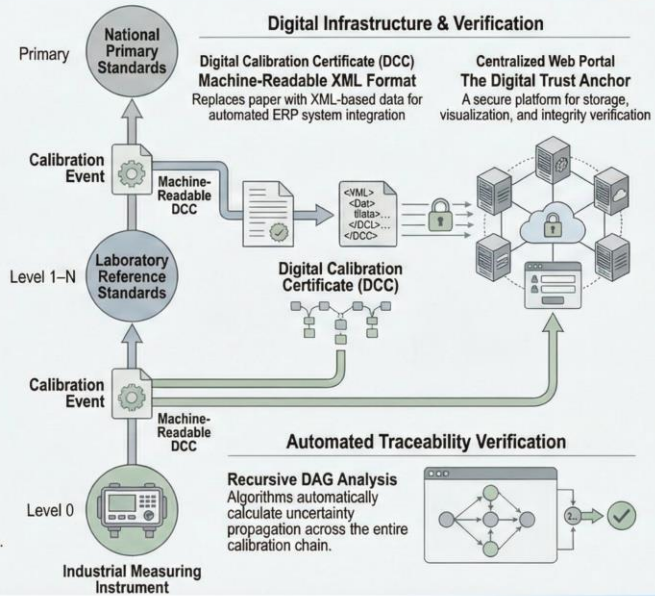 Digital Infrastructure & Verification
Primary
National
Primary
Standards
Digital Calibration Certificate (DCC)
Machine-Readable XML Format
Replaces paper with XML-based data for
automated ERP system integration
Centralized Web Portal
The Digital Trust Anchor
A secure platform for storage,
visualization, and integrity verification
Calibration
Event
Machine-
Readable
DCC
<VML>
<Dat>
tllata>...
</DCL>...
</DCC>
Level 1–N
Laboratory
Reference
Standards
Digital Calibration
Certificate (DCC)
Calibration
Event
Machine-
Readable
DCC
Automated Traceability Verification
Level 0
Recursive DAG Analysis
Algorithms automatically
calculate uncertainty
propagation across the entire
calibration chain.
2...
Industrial Measuring
Instrument